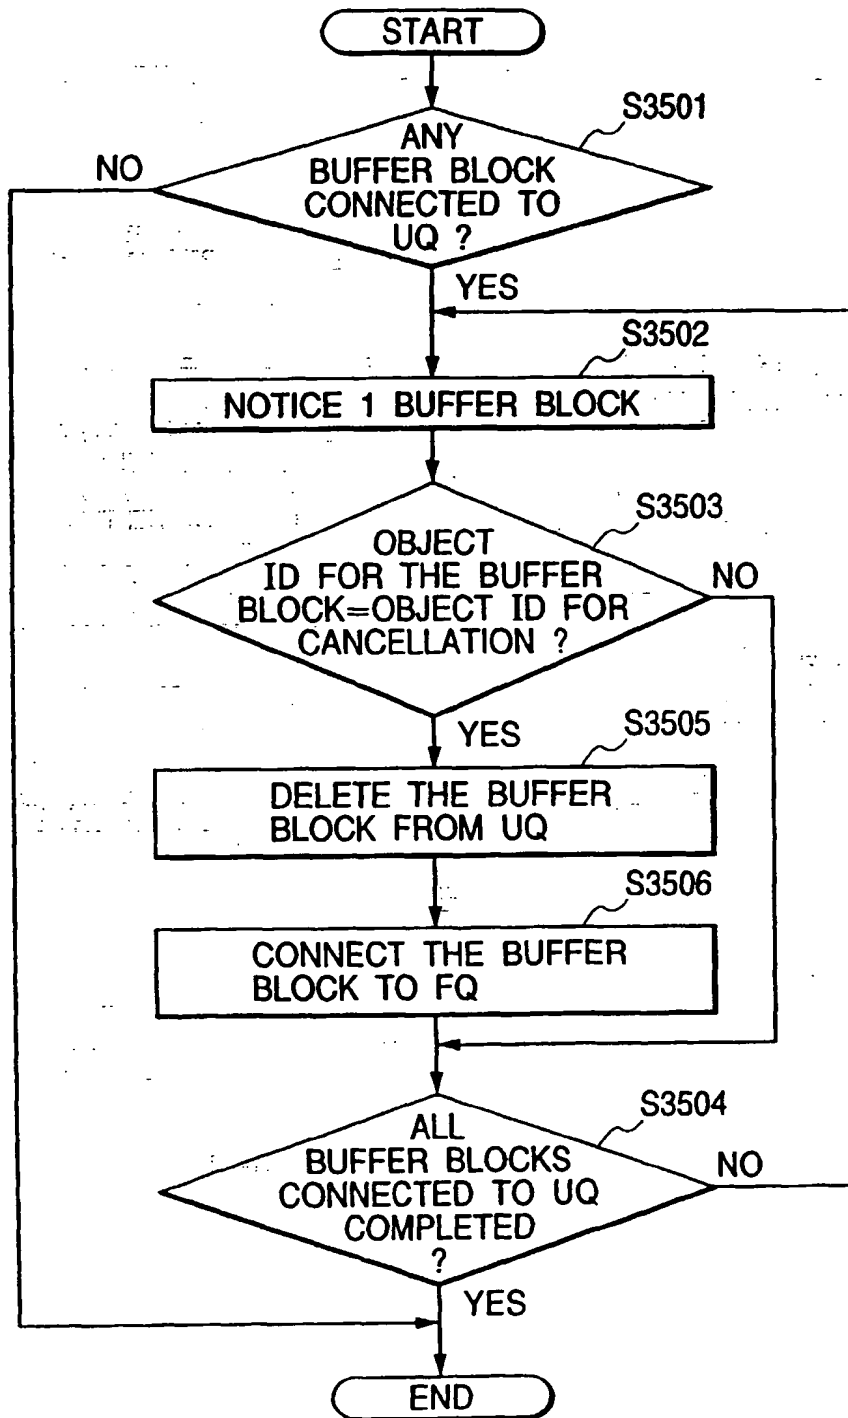 START
S3501
ANY
BUFFER BLOCK
CONNECTED TO
UQ ?
NO
YES
S3502
NOTICE 1 BUFFER BLOCK
S3503
OBJECT
ID FOR THE BUFFER
BLOCK=OBJECT ID FOR
CANCELLATION ?
NO
YES
S3505
DELETE THE BUFFER
BLOCK FROM UQ
S3506
CONNECT THE BUFFER
BLOCK TO FQ
S3504
ALL
BUFFER BLOCKS
CONNECTED TO UQ
COMPLETED
?
NO
YES
END